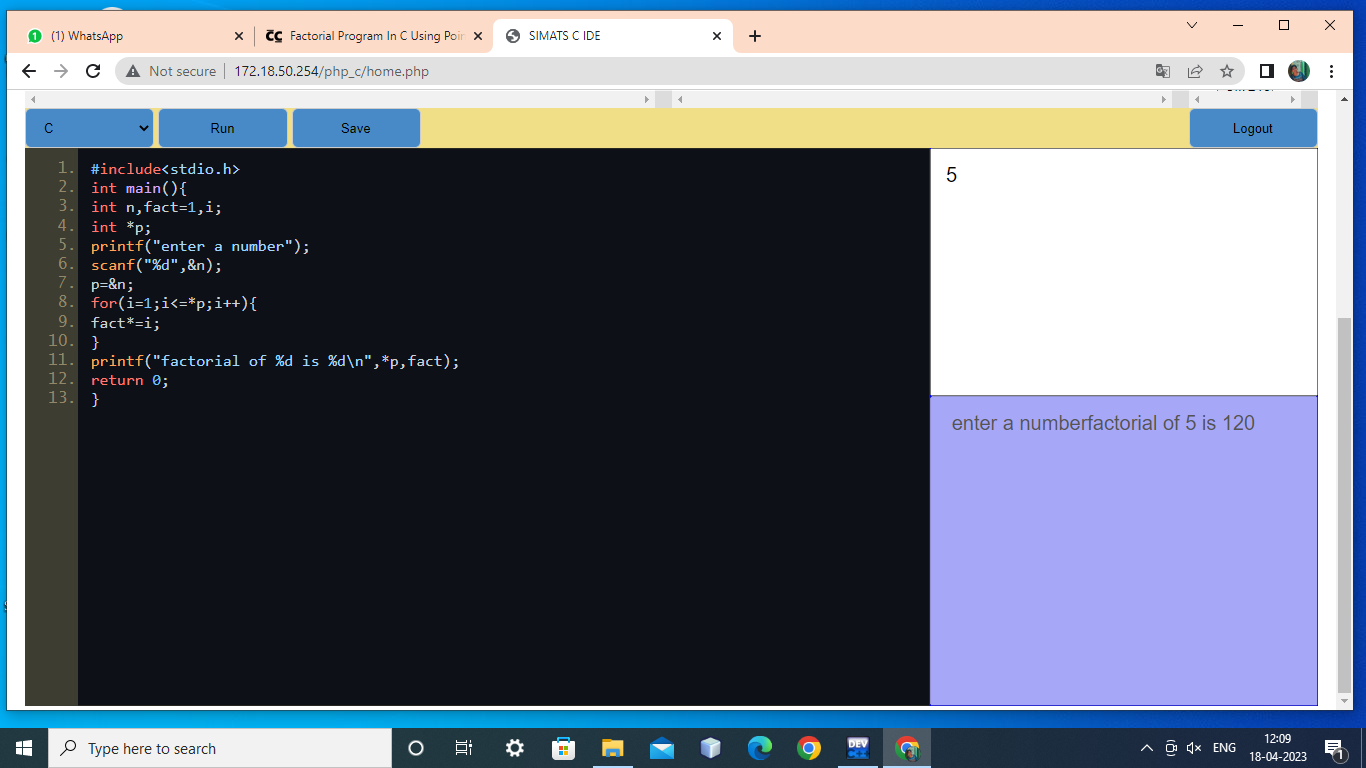 (1) WhatsApp
Factorial Program In C Using Poin
SIMATS C IDE
Not secure
172.18.50.254/php_c/home.php
C
Run
Save
Logout
1. #include<stdio.h>
2. int main(){
3. int n,fact=1,i;
4. int *p;
5. printf("enter a number");
6. scanf("%d",&n);
7. p=&n;
8. for(i=1;i<=*p;i++){
9. fact*=i;
10. }
11. printf("factorial of %d is %d\n",*p,fact);
12. return 0;
13. }
5
enter a numberfactorial of 5 is 120
Type here to search
DEV
ENG
12:09
18-04-2023
1